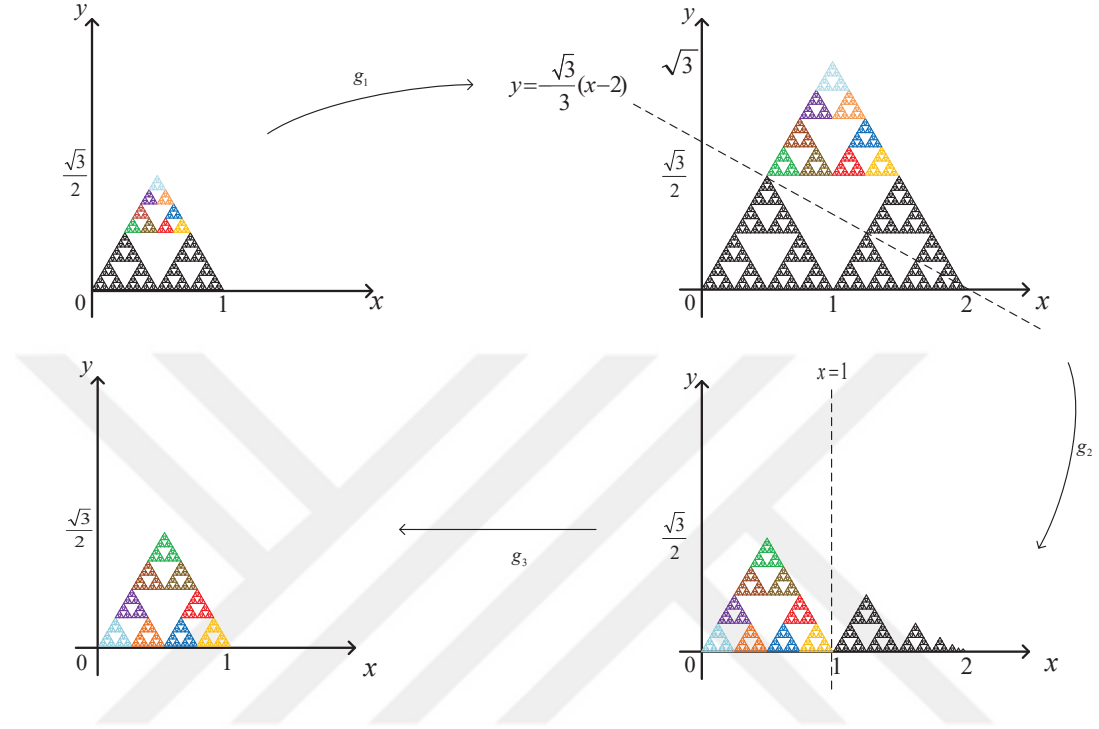 y
√3/2
0
1
x
g₁
y=-√3/3(x-2)
y
√3
√3/2
0
1
2
x
g₂
y
√3/2
0
1
x
g₃
x=1
y
√3/2
0
1
2
x